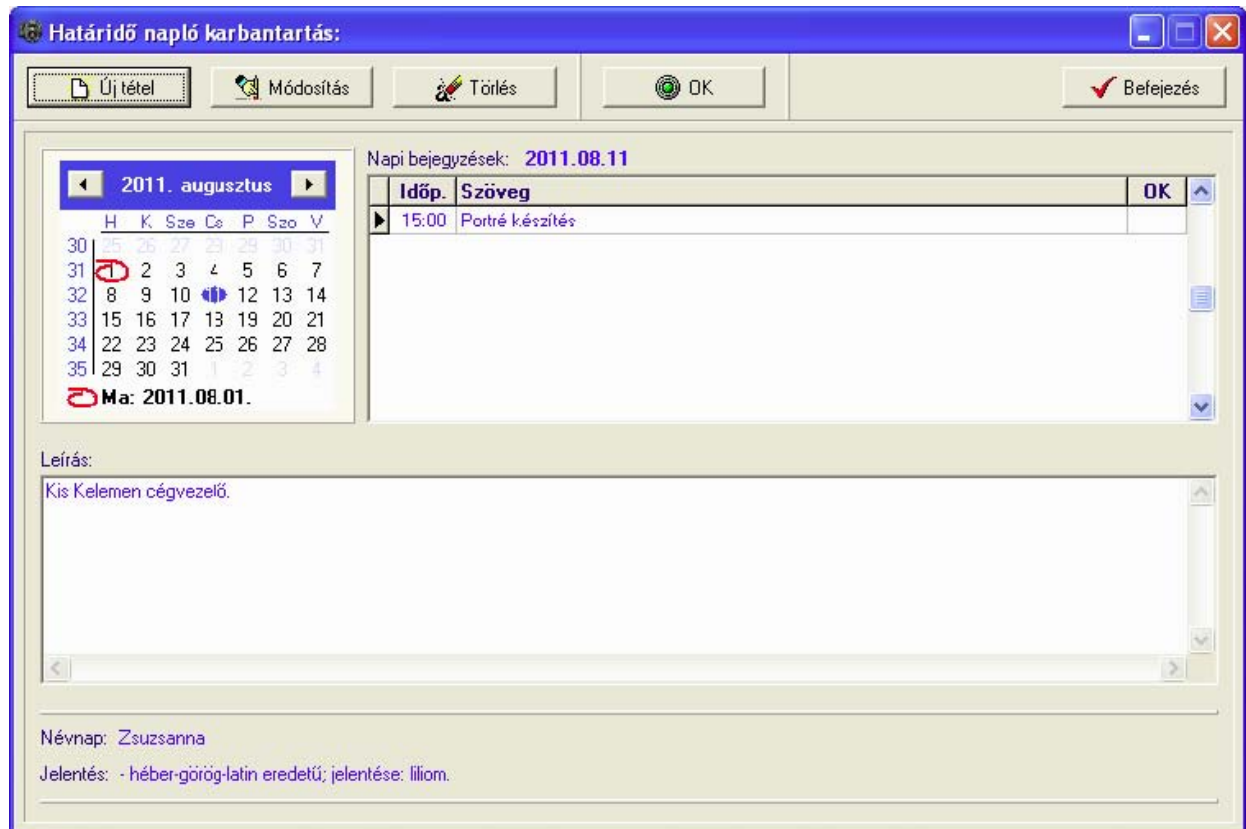 Határidő napló karbantartás:
Új tétel Módosítás Törlés OK Befejezés
Napi bejegyzések: 2011.08.11
2011. augusztus
H K Sze Cs P Szo V
30 25 26 27 28 29 30 31
31 1 2 3 4 5 6 7
32 8 9 10 11 12 13 14
33 15 16 17 18 19 20 21
34 22 23 24 25 26 27 28
35 29 30 31 1 2 3 4
Ma: 2011.08.01.
Időp. Szöveg OK
15:00 Portré készítés
Leírás:
Kis Kelemen cégvezelő.
Névnap: Zsuzsanna
Jelentés: - héber-görög-latin eredetű; jelentése: liliom.